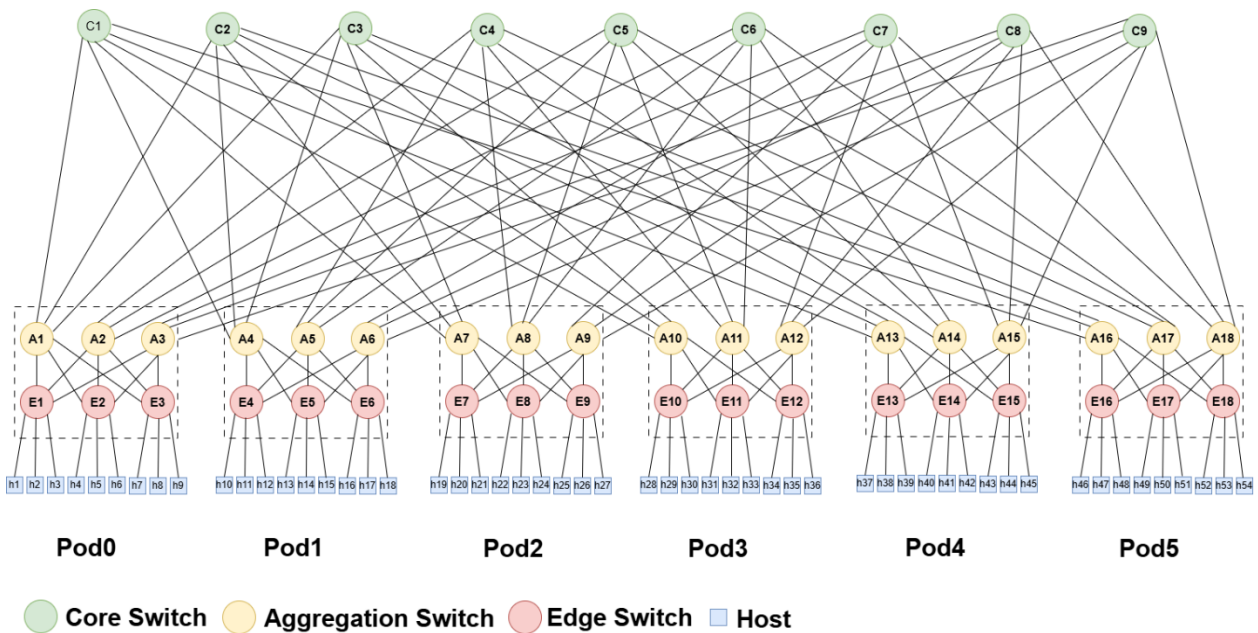 C1 C2 C3 C4 C5 C6 C7 C8 C9
A1 A2 A3 A4 A5 A6 A7 A8 A9 A10 A11 A12 A13 A14 A15 A16 A17 A18
E1 E2 E3 E4 E5 E6 E7 E8 E9 E10 E11 E12 E13 E14 E15 E16 E17 E18
h1 h2 h3 h4 h5 h6 h7 h8 h9 h10 h11 h12 h13 h14 h15 h16 h17 h18 h19 h20 h21 h22 h23 h24 h25 h26 h27 h28 h29 h30 h31 h32 h33 h34 h35 h36 h37 h38 h39 h40 h41 h42 h43 h44 h45 h46 h47 h48 h49 h50 h51 h52 h53 h54
Pod0 Pod1 Pod2 Pod3 Pod4 Pod5
Core Switch Aggregation Switch Edge Switch Host